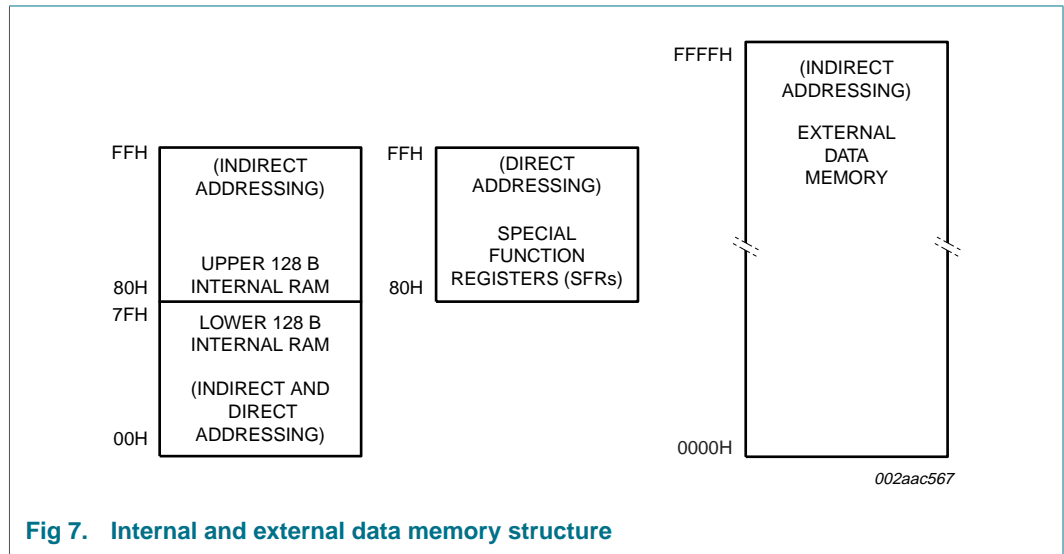 FFH
(INDIRECT
ADDRESSING)
UPPER 128 B
80H
INTERNAL RAM
7FH
LOWER 128 B
INTERNAL RAM
(INDIRECT AND
DIRECT
ADDRESSING)
00H
FFH
(DIRECT
ADDRESSING)
SPECIAL
FUNCTION
REGISTERS (SFRs)
80H
FFFFH
(INDIRECT
ADDRESSING)
EXTERNAL
DATA
MEMORY
0000H
002aac567
Fig 7. Internal and external data memory structure